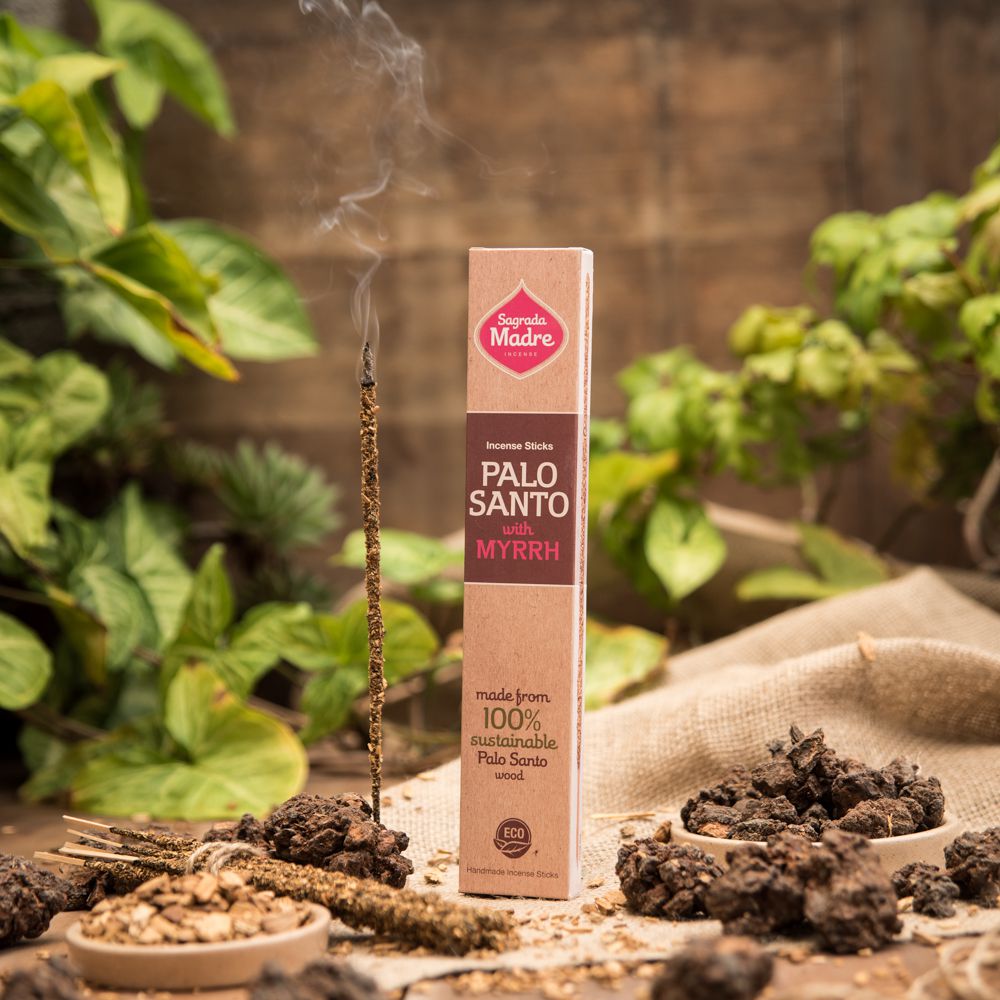 Sagrada
Madre
INCENSE
Incense Sticks
PALO
SANTO
with
MYRRH
made from
100%
sustainable
Palo Santo
wood
ECO
Handmade Incense Sticks